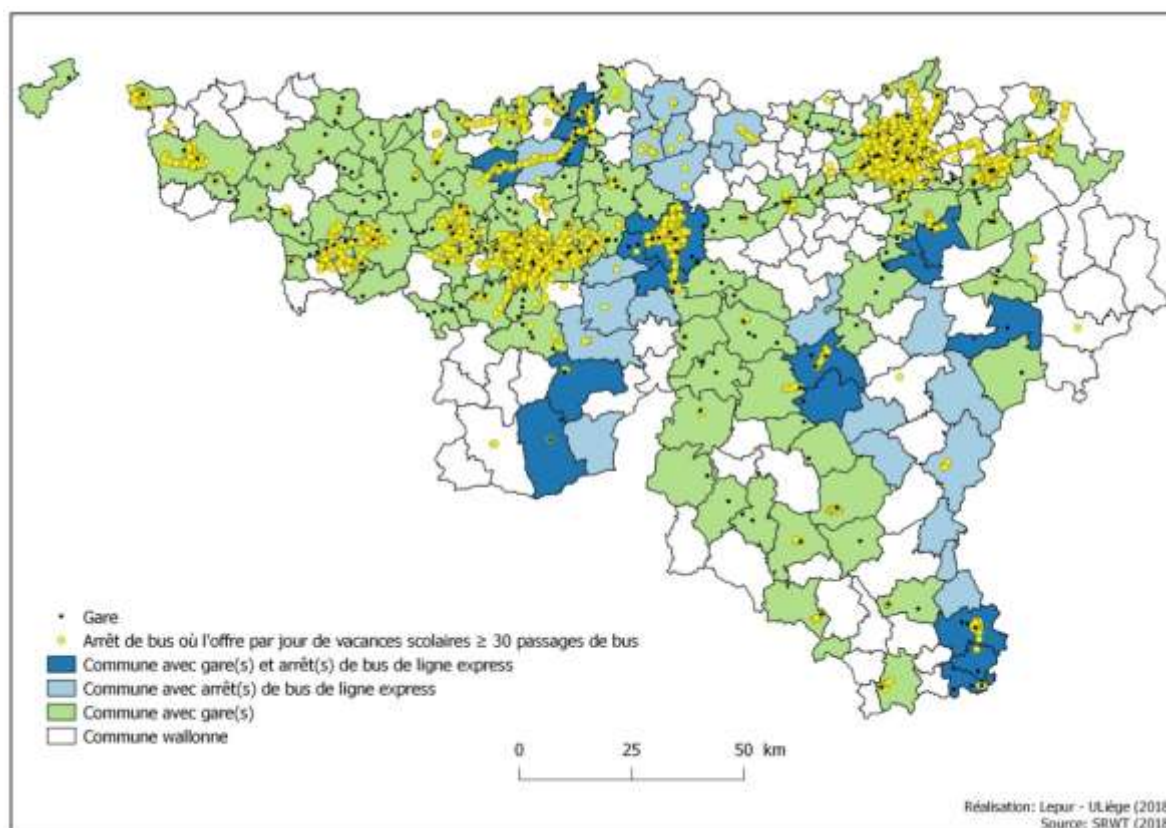 Gare
Arrêt de bus où l'offre par jour de vacances scolaires ≥ 30 passages de bus
Commune avec gare(s) et arrêt(s) de bus de ligne express
Commune avec arrêt(s) de bus de ligne express
Commune avec gare(s)
Commune wallonne
0 25 50 km
Réalisation: Lepur - ULiège (2018
Source: SRWT (2018